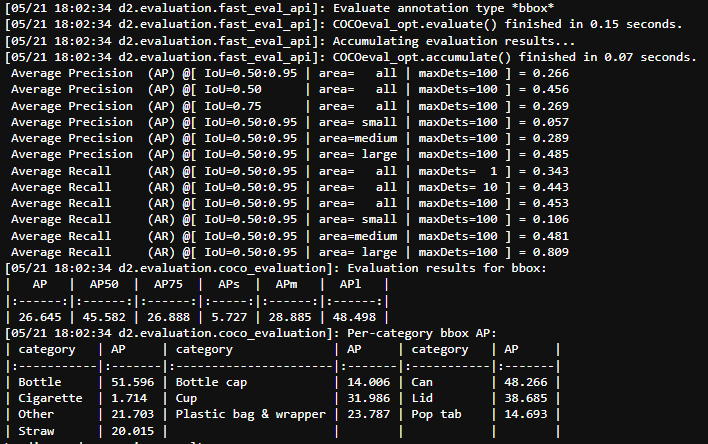 [05/21 18:02:34 d2.evaluation.fast_eval_api]: Evaluate annotation type *bbox*
[05/21 18:02:34 d2.evaluation.fast_eval_api]: COCOeval_opt.evaluate() finished in 0.15 seconds.
[05/21 18:02:34 d2.evaluation.fast_eval_api]: Accumulating evaluation results...
[05/21 18:02:34 d2.evaluation.fast_eval_api]: COCOeval_opt.accumulate() finished in 0.07 seconds.
 Average Precision  (AP) @[ IoU=0.50:0.95 | area=   all | maxDets=100 ] = 0.266
 Average Precision  (AP) @[ IoU=0.50      | area=   all | maxDets=100 ] = 0.456
 Average Precision  (AP) @[ IoU=0.75      | area=   all | maxDets=100 ] = 0.269
 Average Precision  (AP) @[ IoU=0.50:0.95 | area= small | maxDets=100 ] = 0.057
 Average Precision  (AP) @[ IoU=0.50:0.95 | area=medium | maxDets=100 ] = 0.289
 Average Precision  (AP) @[ IoU=0.50:0.95 | area= large | maxDets=100 ] = 0.485
 Average Recall     (AR) @[ IoU=0.50:0.95 | area=   all | maxDets=  1 ] = 0.343
 Average Recall     (AR) @[ IoU=0.50:0.95 | area=   all | maxDets= 10 ] = 0.443
 Average Recall     (AR) @[ IoU=0.50:0.95 | area=   all | maxDets=100 ] = 0.453
 Average Recall     (AR) @[ IoU=0.50:0.95 | area= small | maxDets=100 ] = 0.106
 Average Recall     (AR) @[ IoU=0.50:0.95 | area=medium | maxDets=100 ] = 0.481
 Average Recall     (AR) @[ IoU=0.50:0.95 | area= large | maxDets=100 ] = 0.809
[05/21 18:02:34 d2.evaluation.coco_evaluation]: Evaluation results for bbox:
|   AP   |  AP50  |  AP75  |  APs  |  APm   |  APl   |
|:------:|:------:|:------:|:-----:|:------:|:------:|
| 26.645 | 45.582 | 26.888 | 5.727 | 28.885 | 48.498 |
[05/21 18:02:34 d2.evaluation.coco_evaluation]: Per-category bbox AP:
| category   | AP     | category              | AP     | category   | AP     |
|:-----------|:-------|:----------------------|:-------|:-----------|:-------|
| Bottle     | 51.596 | Bottle cap            | 14.006 | Can        | 48.266 |
| Cigarette  | 1.714  | Cup                   | 31.986 | Lid        | 38.685 |
| Other      | 21.703 | Plastic bag & wrapper | 23.787 | Pop tab    | 14.693 |
| Straw      | 20.015 |                       |        |            |        |